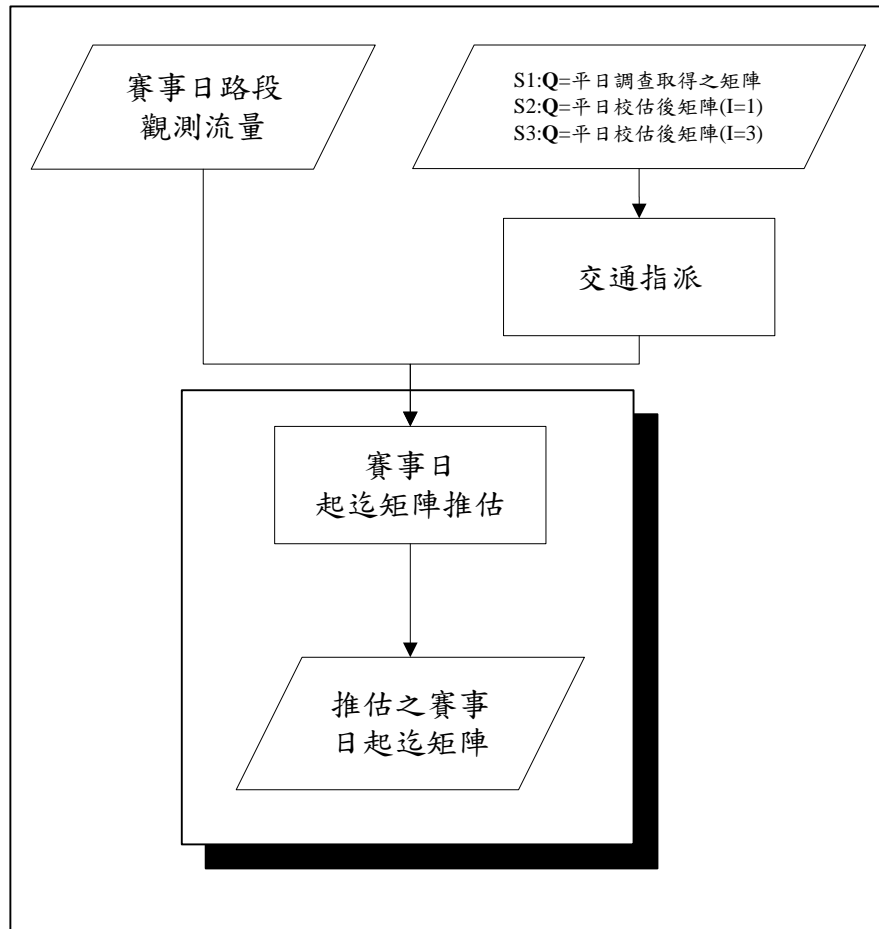 賽事日路段
觀測流量
S1:Q=平日調查取得之矩陣
S2:Q=平日校估後矩陣(I=1)
S3:Q=平日校估後矩陣(I=3)
交通指派
賽事日
起迄矩陣推估
推估之賽事
日起迄矩陣